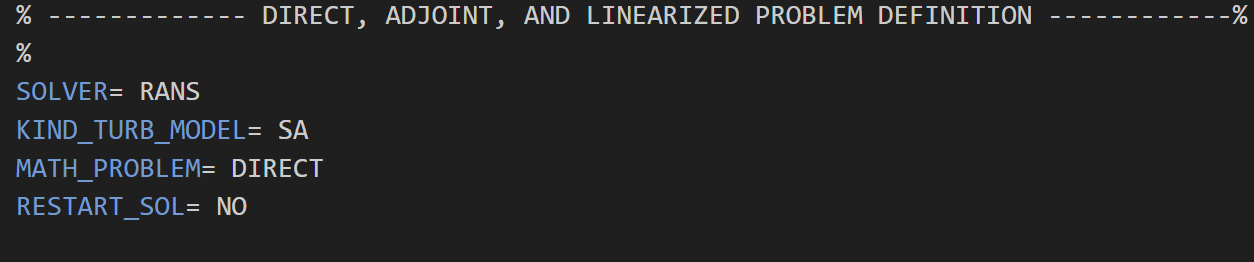 % ------------- DIRECT, ADJOINT, AND LINEARIZED PROBLEM DEFINITION ------------%
%
SOLVER= RANS
KIND_TURB_MODEL= SA
MATH_PROBLEM= DIRECT
RESTART_SOL= NO